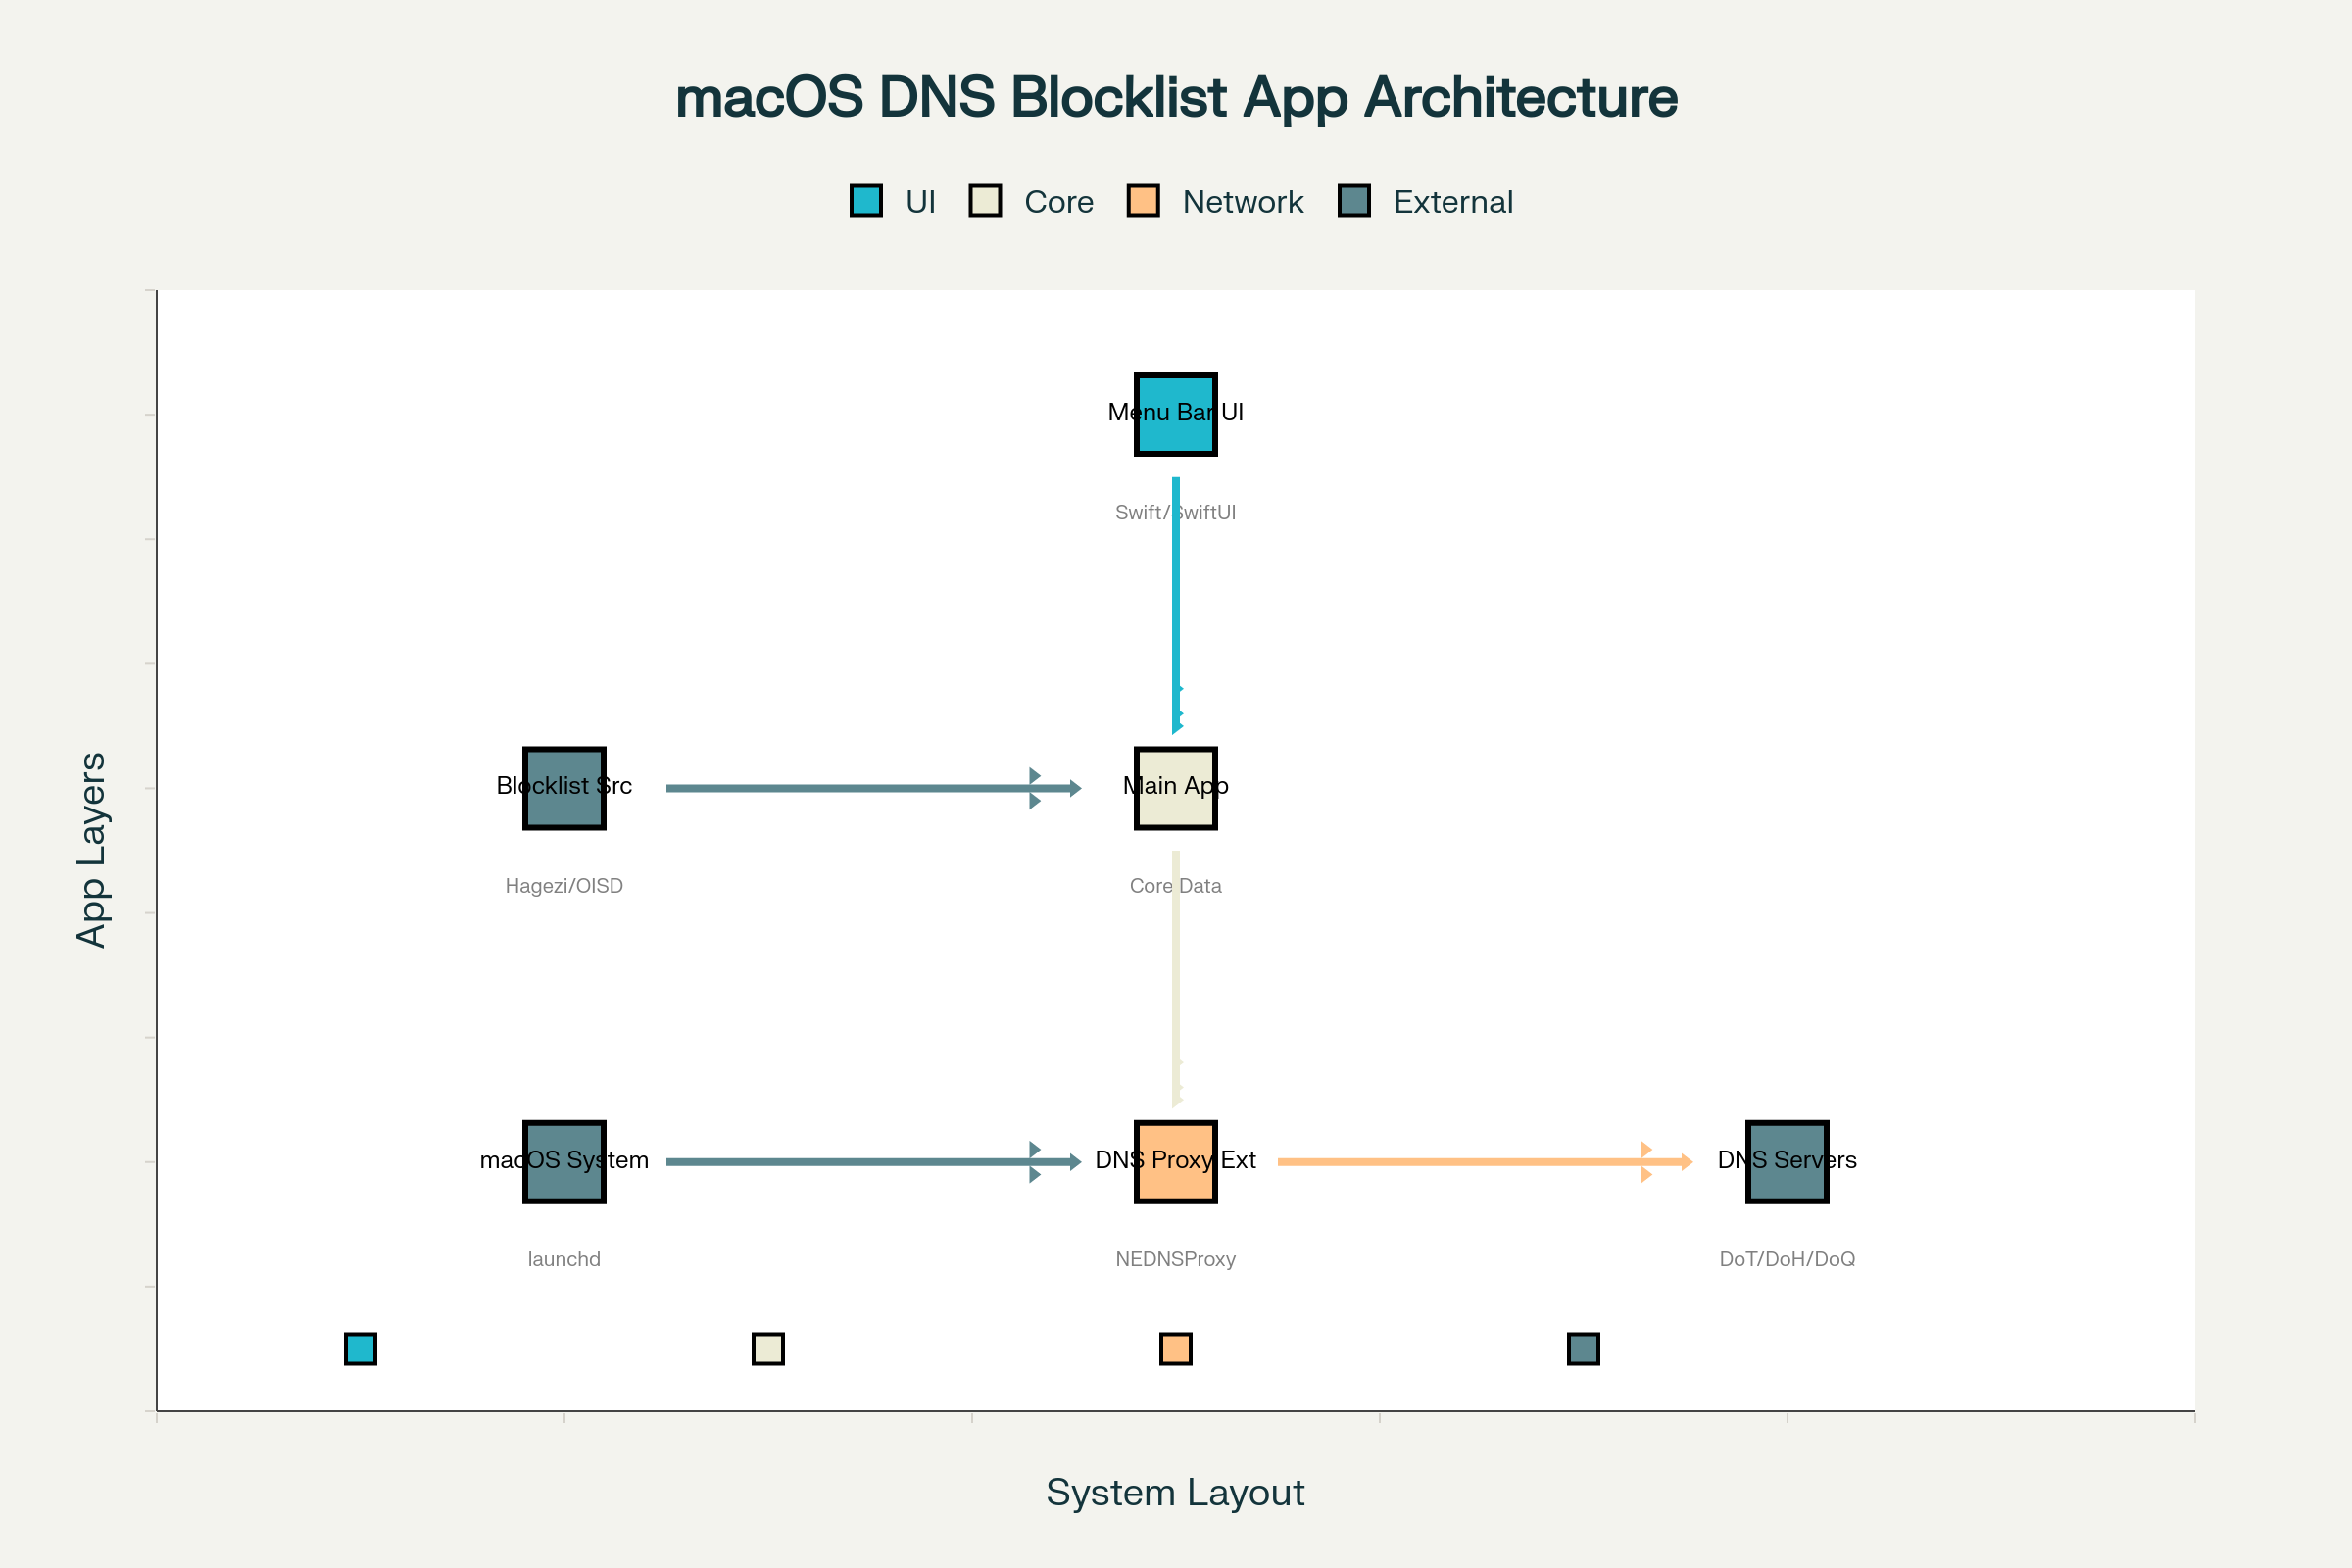 macOS DNS Blocklist App Architecture
UI
Core
Network
External
Menu Bar UI
Swift/SwiftUI
Blocklist Src
Main App
Hagezi/OISD
Core Data
macOS System
DNS Proxy Ext
DNS Servers
launchd
NEDNSProxy
DoT/DoH/DoQ
App Layers
System Layout